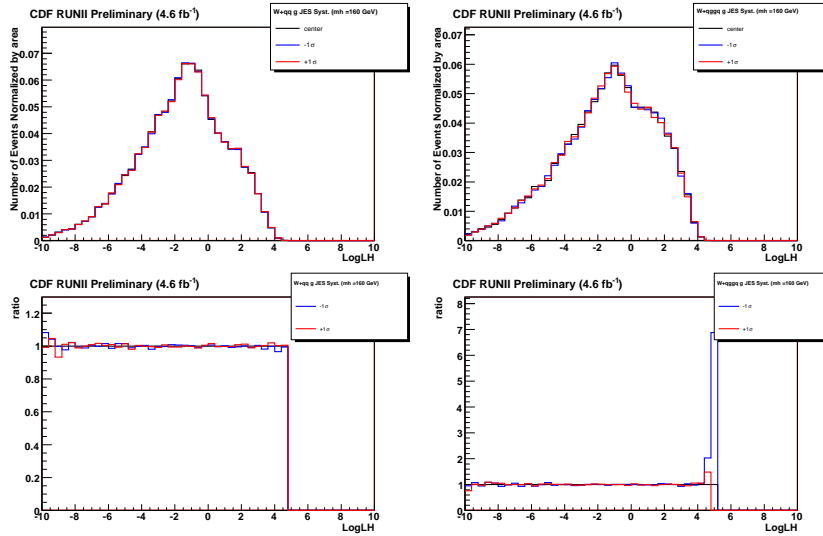 CDF RUNII Preliminary (4.6 fb-1)
W+qq g JES Syst. (mh =160 GeV)
center
-1σ
+1σ
Number of Events Normalized by area
0.07
0.06
0.05
0.04
0.03
0.02
0.01
0
-10 -8 -6 -4 -2 0 2 4 6 8 10
LogLH
CDF RUNII Preliminary (4.6 fb-1)
W+qggq g JES Syst. (mh =160 GeV)
center
-1σ
+1σ
Number of Events Normalized by area
0.07
0.06
0.05
0.04
0.03
0.02
0.01
0
-10 -8 -6 -4 -2 0 2 4 6 8 10
LogLH
CDF RUNII Preliminary (4.6 fb-1)
W+qq g JES Syst. (mh =160 GeV)
-1σ
+1σ
ratio
1.2
1
0.8
0.6
0.4
0.2
0
-10 -8 -6 -4 -2 0 2 4 6 8 10
LogLH
CDF RUNII Preliminary (4.6 fb-1)
W+qggq g JES Syst. (mh =160 GeV)
-1σ
+1σ
ratio
8
7
6
5
4
3
2
1
0
-10 -8 -6 -4 -2 0 2 4 6 8 10
LogLH